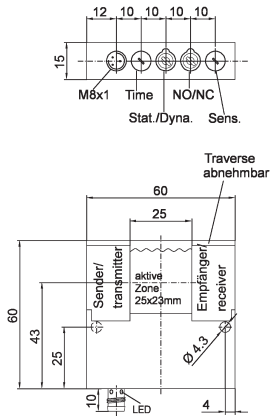 12 10 10 10 10
15
M8x1 Time NO/NC
Stat./Dyna. Sens.
Traverse
abnehmbar
60
25
Sender/
transmitter
aktive
Zone
25x23mm
Empfänger/
receiver
60
43
25
Ø 4.3
10
LED
4